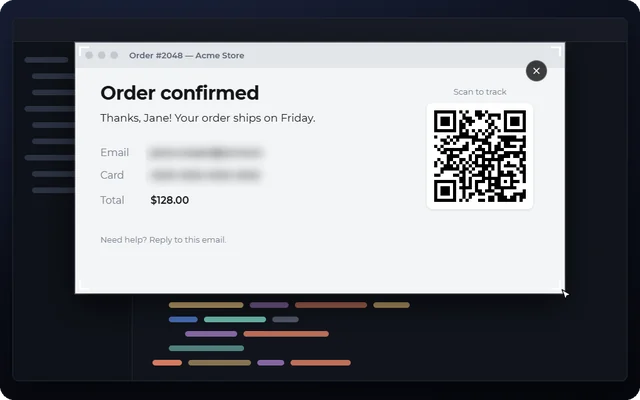 Order #2048 — Acme Store
Order confirmed
Thanks, Jane! Your order ships on Friday.
Email
Card
Total $128.00
Need help? Reply to this email.
Scan to track